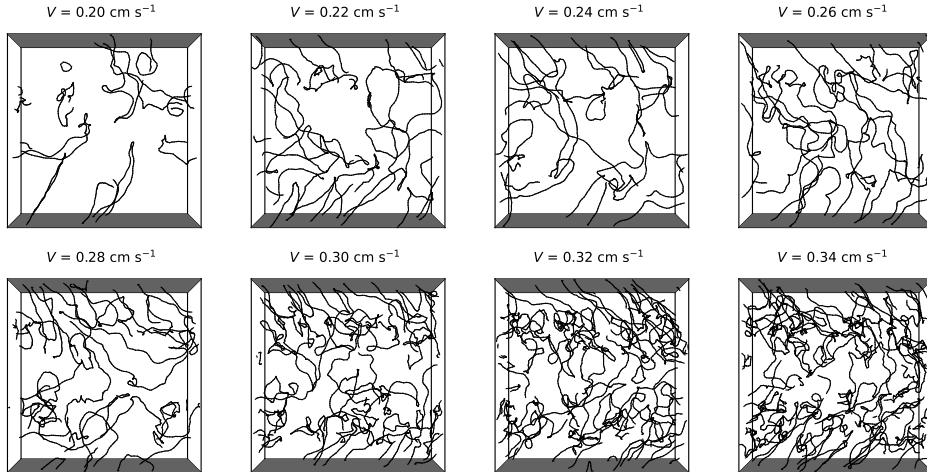 V = 0.20 cm s⁻¹
V = 0.22 cm s⁻¹
V = 0.24 cm s⁻¹
V = 0.26 cm s⁻¹
V = 0.28 cm s⁻¹
V = 0.30 cm s⁻¹
V = 0.32 cm s⁻¹
V = 0.34 cm s⁻¹